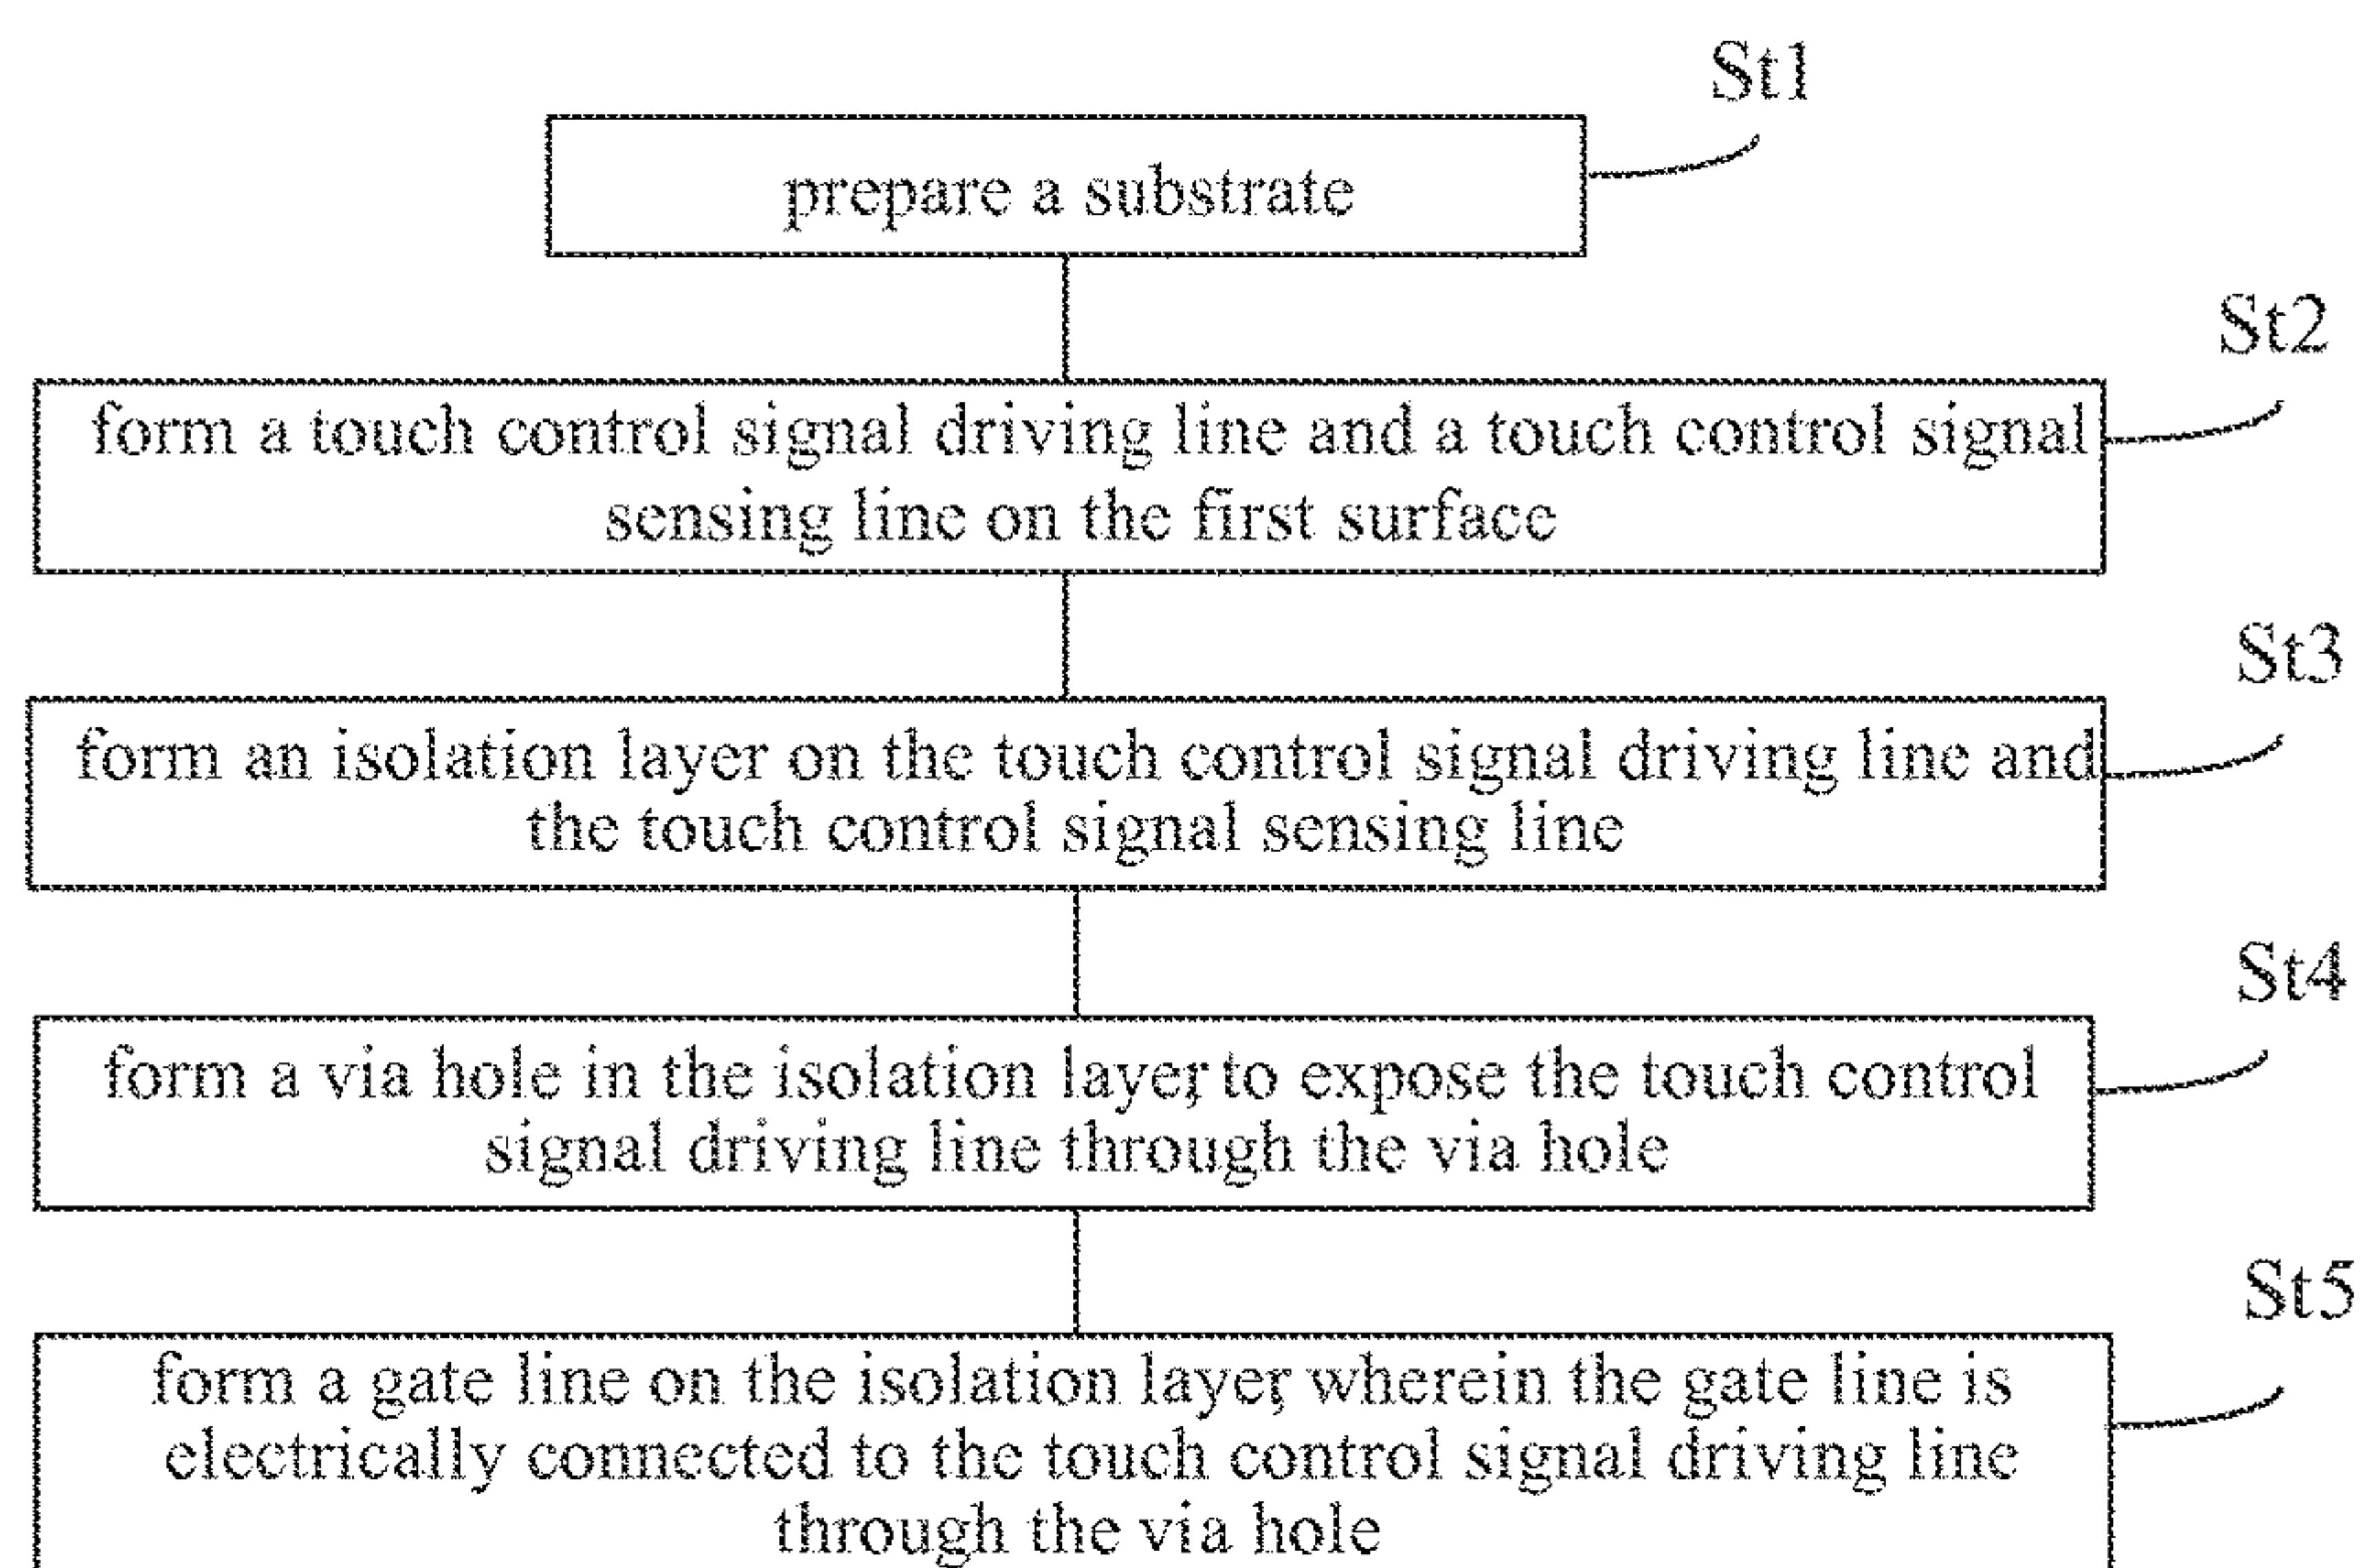 St1
prepare a substrate
St2
form a touch control signal driving line and a touch control signal
sensing line on the first surface
St3
form an isolation layer on the touch control signal driving line and
the touch control signal sensing line
St4
form a via hole in the isolation layer, to expose the touch control
signal driving line through the via hole
St5
form a gate line on the isolation layer, wherein the gate line is
electrically connected to the touch control signal driving line
through the via hole